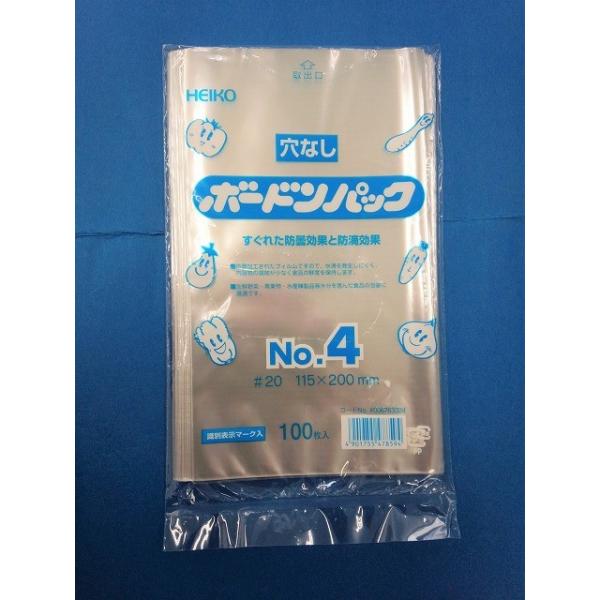 取出口
HEIKO
穴なし
ボードンパック
すぐれた防曇効果と防滴効果
No.4
#20 115×200mm
識別表示マーク入
100枚入
4901755478594
PP